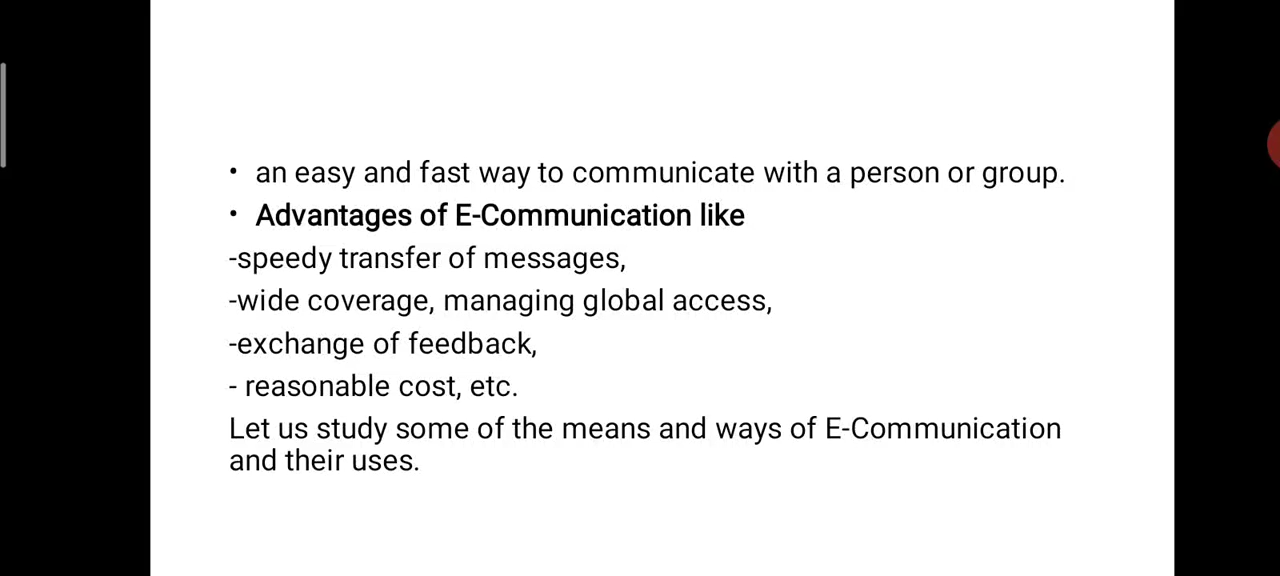 • an easy and fast way to communicate with a person or group.
• Advantages of E-Communication like
-speedy transfer of messages,
-wide coverage, managing global access,
-exchange of feedback,
- reasonable cost, etc.
Let us study some of the means and ways of E-Communication
and their uses.